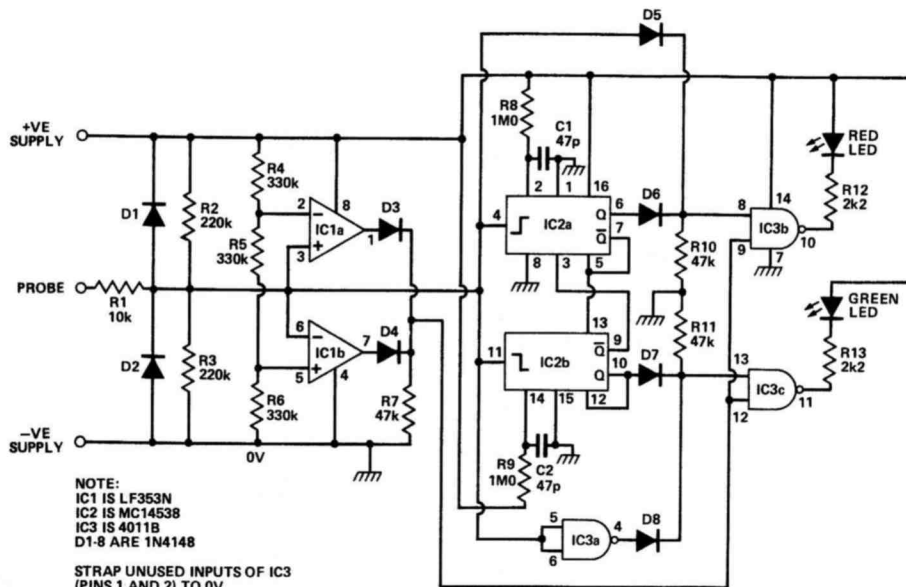 D5
R8
1M0
C1
47p
+VE
SUPPLY
RED
LED
R4
330k
2 1 16
D3
D6
14
R12
2k2
D1
R2
220k
2 8
IC1a
1
3
R5
330k
4
IC2a
Q 6
Q̅ 7
8 3 5
8
IC3b
10
9
7
R10
47k
PROBE
R1
10k
GREEN
LED
6
IC1b
7
D4
5 4
13
11
IC2b
Q̅ 9
Q 10
12
14 15
D7
R11
47k
13
IC3c
11
12
R13
2k2
D2
R3
220k
R6
330k
R7
47k
-VE
SUPPLY
0V
R9
1M0
C2
47p
5
IC3a
4
6
D8
NOTE:
IC1 IS LF353N
IC2 IS MC14538
IC3 IS 4011B
D1-8 ARE 1N4148
STRAP UNUSED INPUTS OF IC3
(PINS 1 AND 2) TO 0V